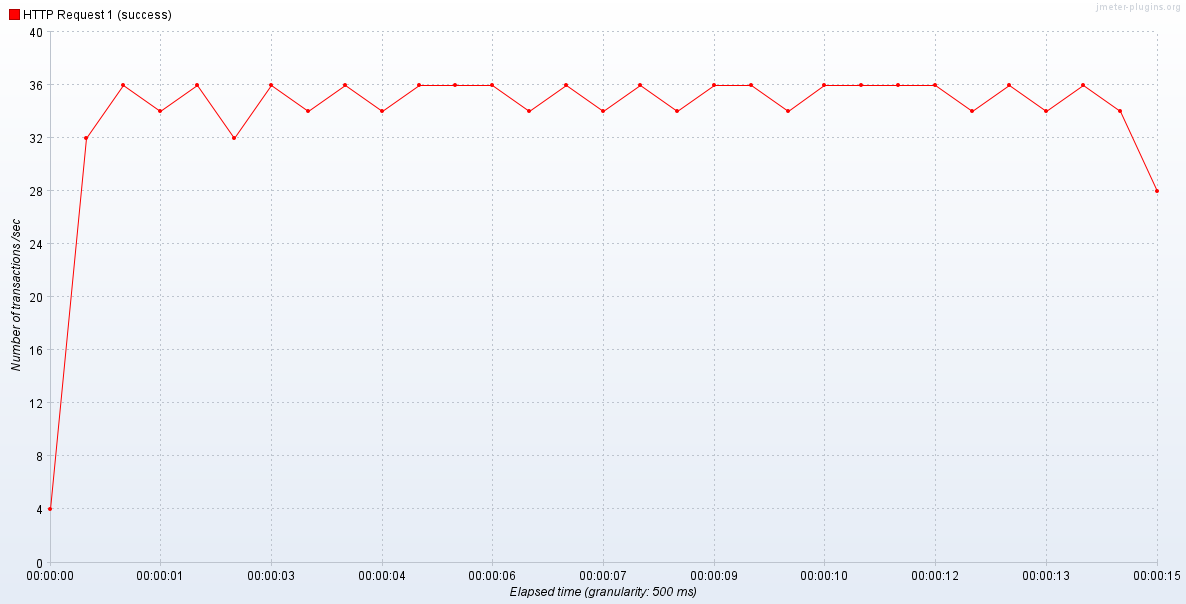 jmeter-plugins.org
HTTP Request 1 (success)
40
36
32
28
24
20
16
12
8
4
0
Number of transactions /sec
00:00:00 00:00:01 00:00:03 00:00:04 00:00:06 00:00:07 00:00:09 00:00:10 00:00:12 00:00:13 00:00:15
Elapsed time (granularity: 500 ms)